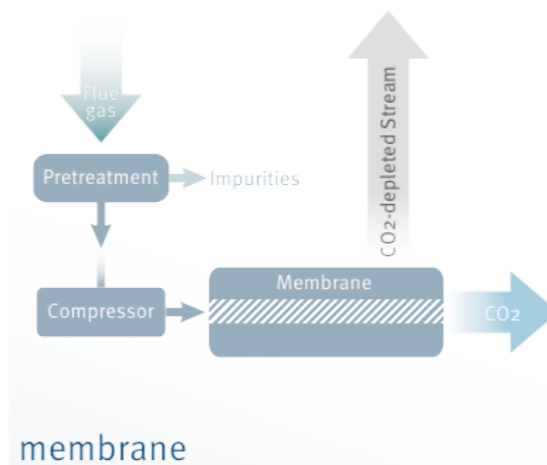 Flue
gas
Pretreatment
Impurities
CO2-depleted Stream
Membrane
Compressor
CO2
membrane